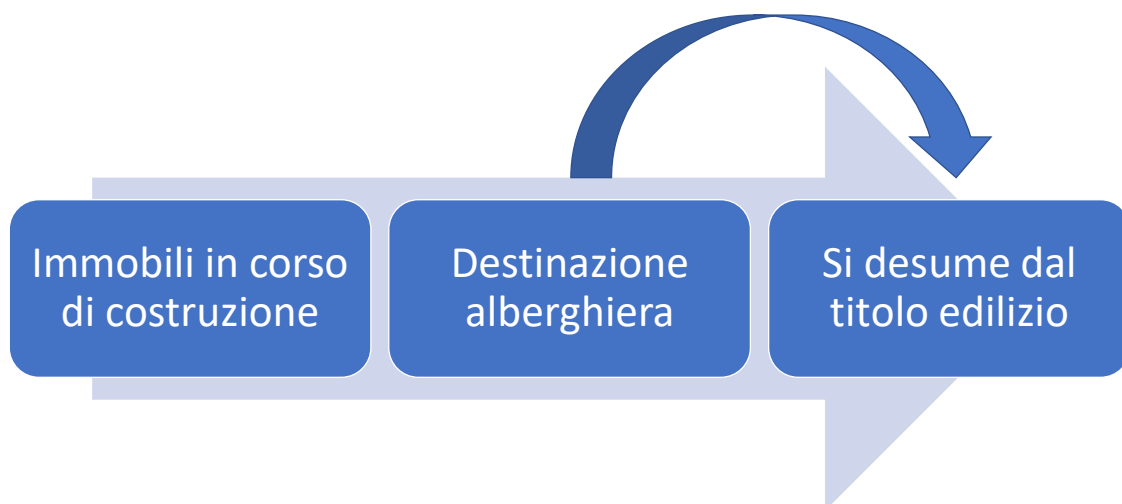 Immobili in corso
di costruzione
Destinazione
alberghiera
Si desume dal
titolo edilizio